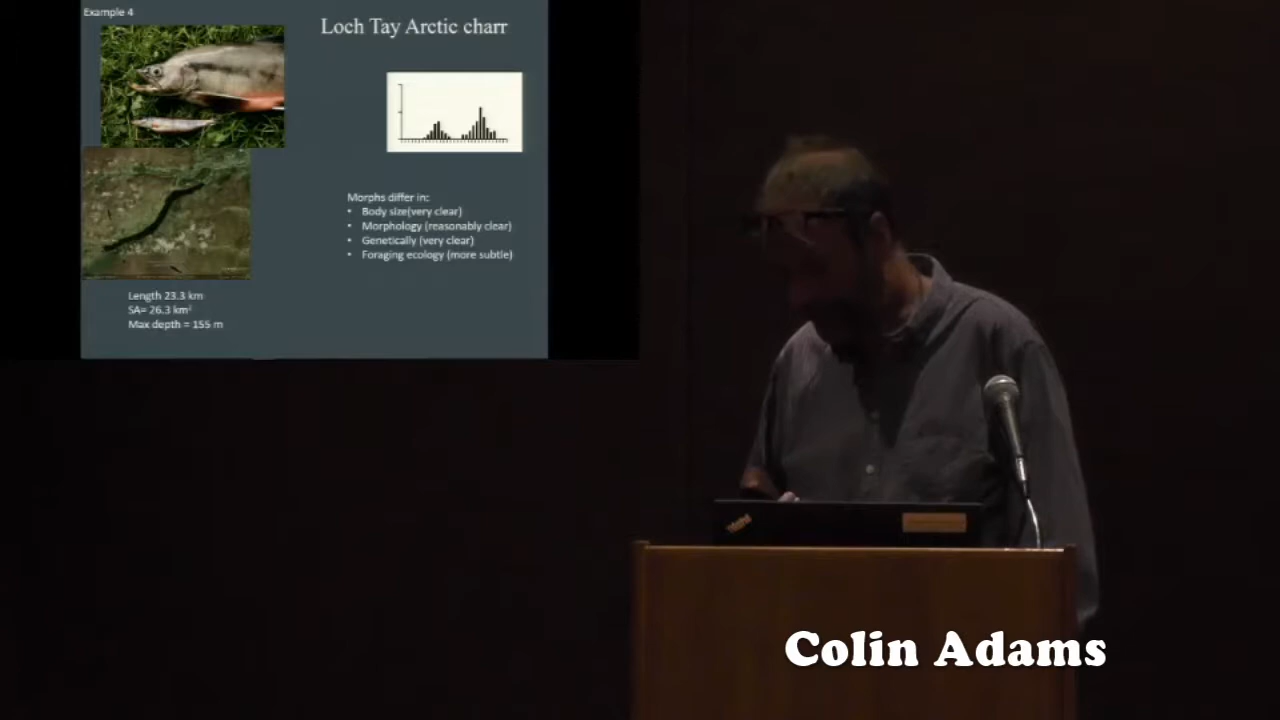 Example 4
Loch Tay Arctic charr
Morphs differ in:
• Body size(very clear)
• Morphology (reasonably clear)
• Genetically (very clear)
• Foraging ecology (more subtle)
Length 23.3 km
SA= 26.3 km²
Max depth = 155 m
Colin Adams